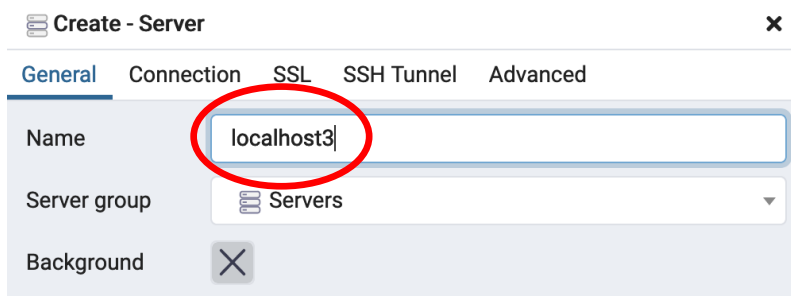 Create - Server
General Connection SSL SSH Tunnel Advanced
Name localhost3
Server group Servers
Background